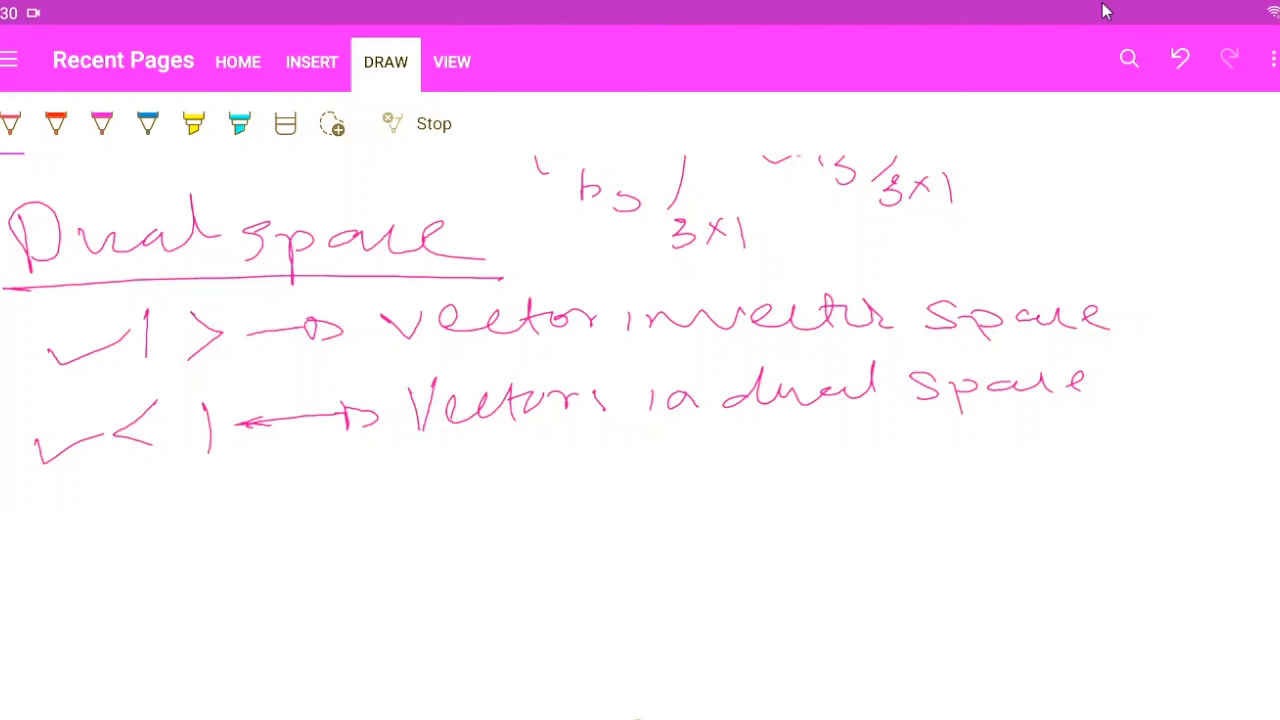 30
Recent Pages HOME INSERT DRAW VIEW
Stop
b3
3×1
3×1
Dual space
| > → vector in vector space
< | ↔ Vectors in dual space